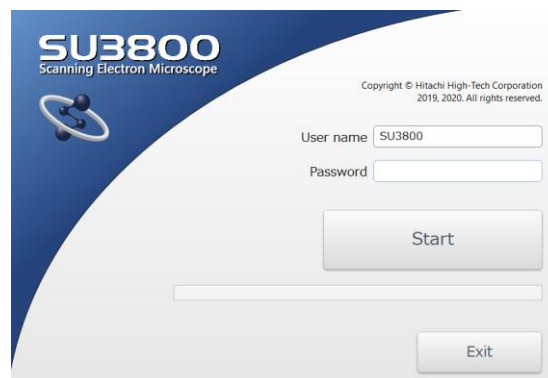 SU3800
Scanning Electron Microscope
Copyright © Hitachi High-Tech Corporation
2019, 2020. All rights reserved.
User name SU3800
Password
Start
Exit